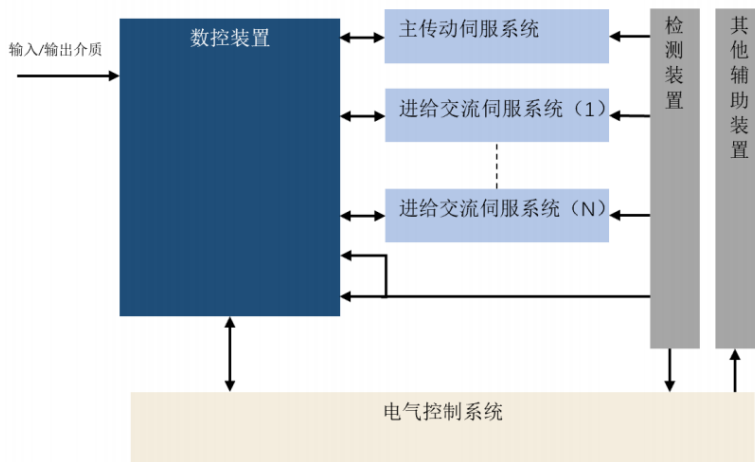 数控装置
主传动伺服系统
检测装置
其他辅助装置
输入/输出介质
进给交流伺服系统（1）
进给交流伺服系统（N）
电气控制系统